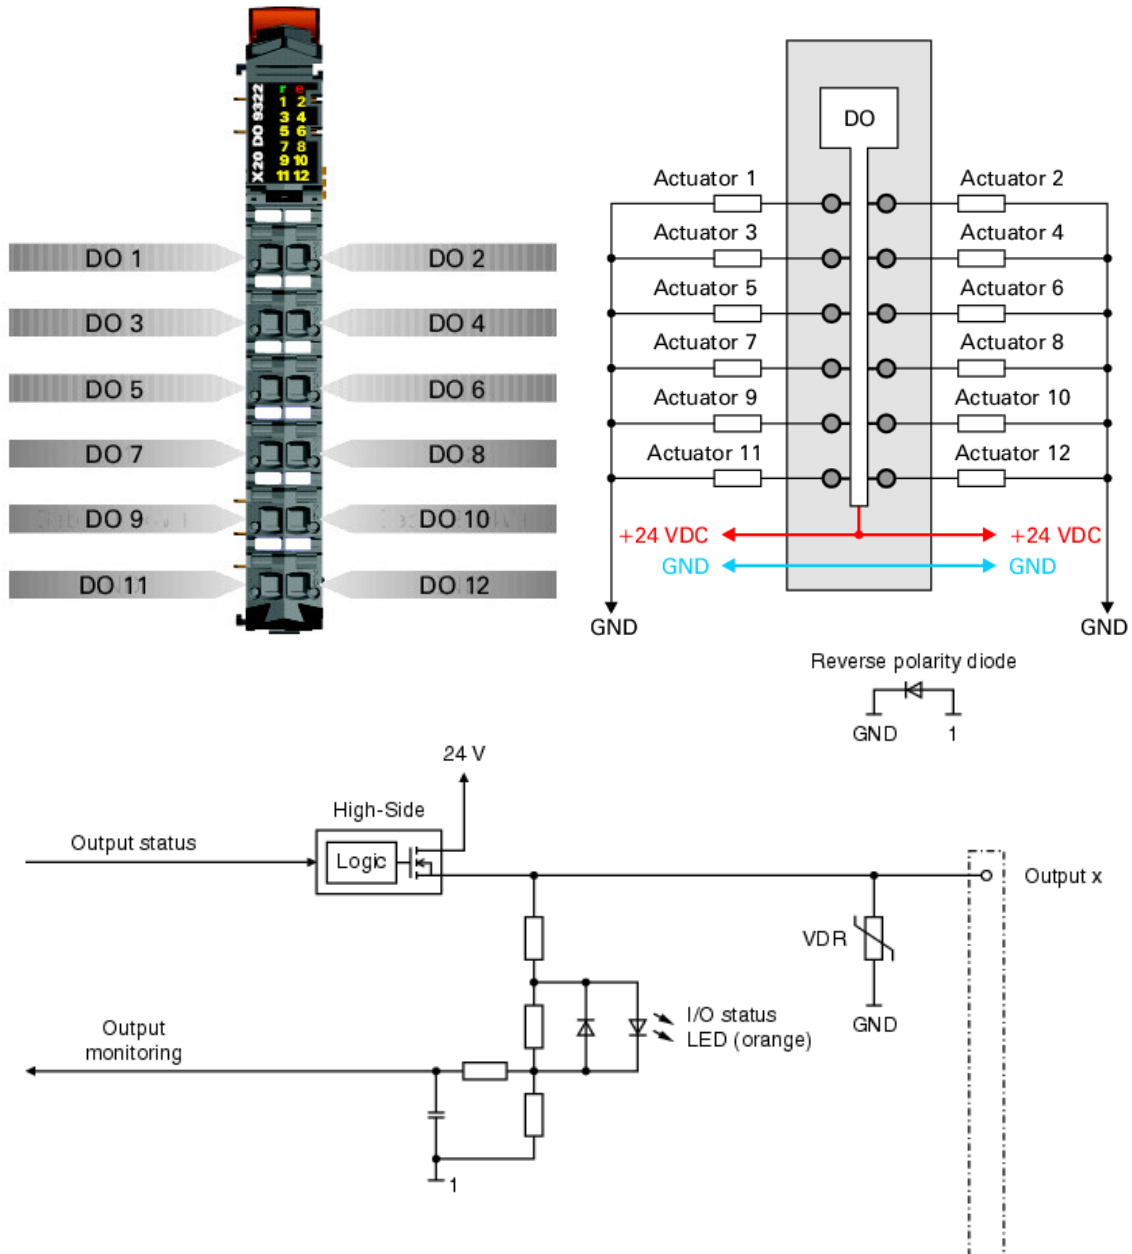 X20 DO 9322
r e
1 2
3 4
5 6
7 8
9 10
11 12
DO 1
DO 2
DO 3
DO 4
DO 5
DO 6
DO 7
DO 8
DO 9
DO 10
DO 11
DO 12
DO
Actuator 1
Actuator 2
Actuator 3
Actuator 4
Actuator 5
Actuator 6
Actuator 7
Actuator 8
Actuator 9
Actuator 10
Actuator 11
Actuator 12
+24 VDC
+24 VDC
GND
GND
GND
GND
Reverse polarity diode
GND
1
24 V
High-Side
Output status
Logic
Output x
VDR
GND
I/O status
LED (orange)
Output
monitoring
1